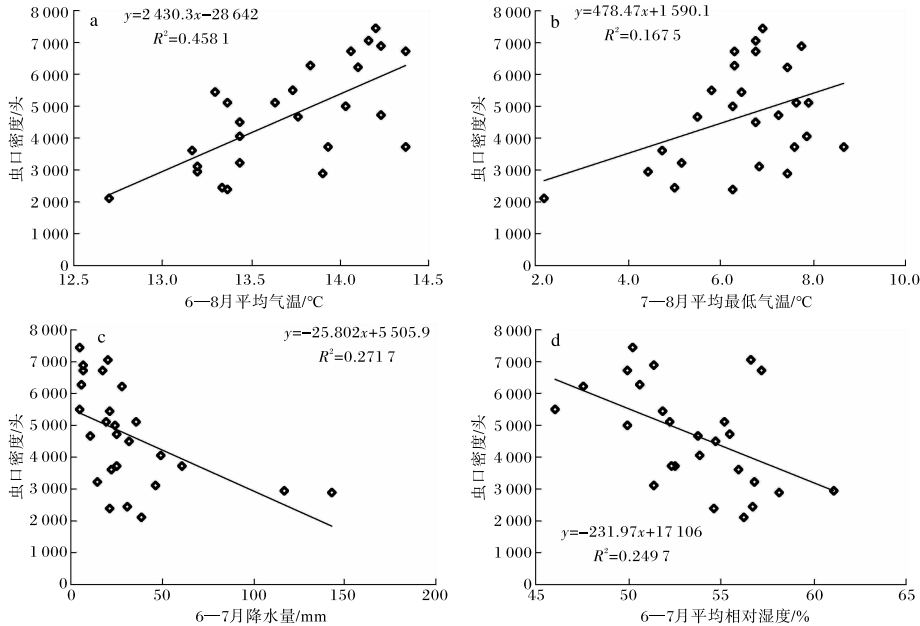 a
y=2 430.3x−28 642
R²=0.458 1
虫口密度/头
8 000
7 000
6 000
5 000
4 000
3 000
2 000
1 000
0
12.5 13.0 13.5 14.0 14.5
6—8月平均气温/℃
b
y=478.47x+1 590.1
R²=0.167 5
虫口密度/头
8 000
7 000
6 000
5 000
4 000
3 000
2 000
1 000
0
2.0 4.0 6.0 8.0 10.0
7—8月平均最低气温/℃
c
y=−25.802x+5 505.9
R²=0.271 7
虫口密度/头
8 000
7 000
6 000
5 000
4 000
3 000
2 000
1 000
0
0 50 100 150 200
6—7月降水量/mm
d
虫口密度/头
8 000
7 000
6 000
5 000
4 000
3 000
2 000
1 000
0
y=−231.97x+17 106
R²=0.249 7
45 50 55 60 65
6—7月平均相对湿度/%